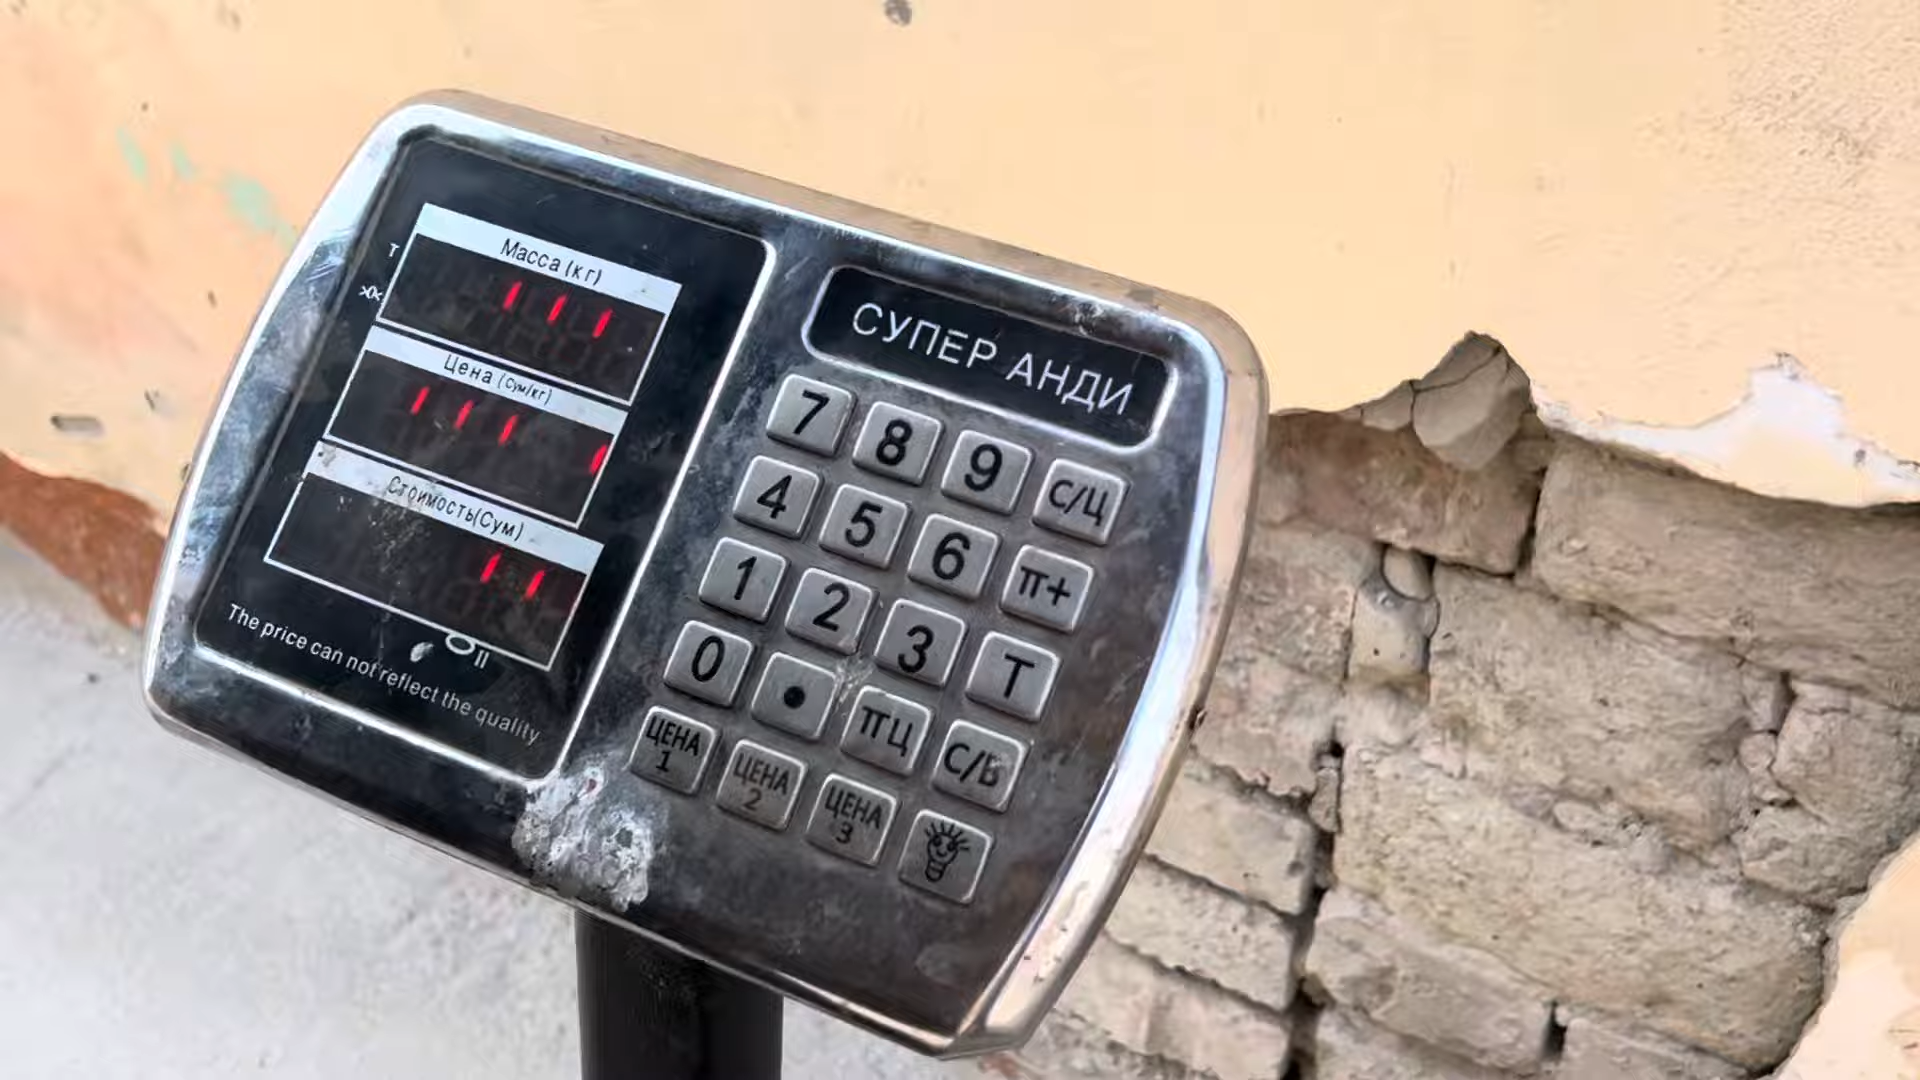 Масса (кг)
Т
>0<
Цена (Сум/кг)
Стоимость(Сум)
The price can not reflect the quality
СУПЕР АНДИ
7 8 9 С/Ц
4 5 6 П+
1 2 3 Т
0 • ПЦ С/В
ЦЕНА 1 ЦЕНА 2 ЦЕНА 3